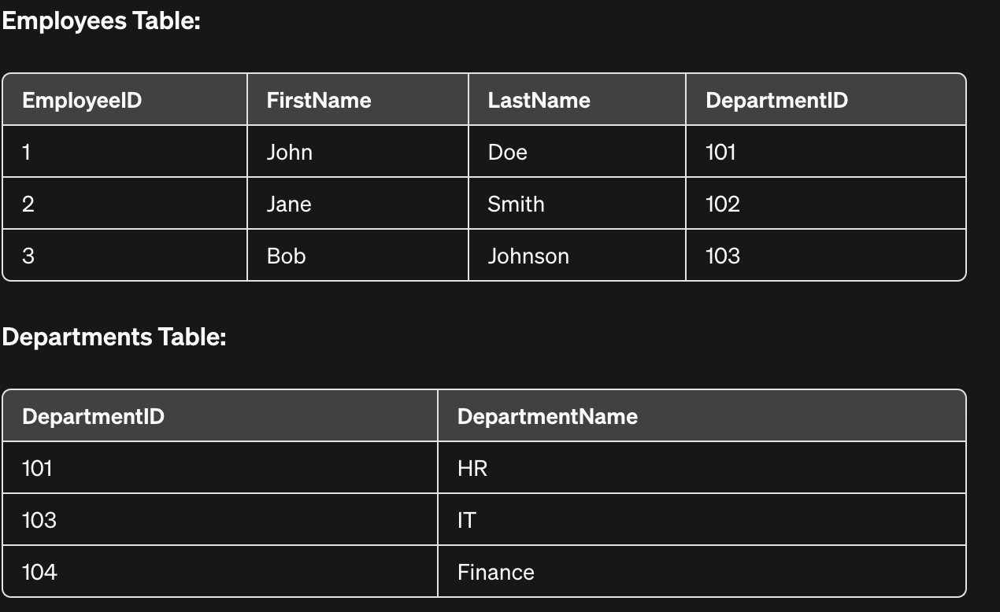 Employees Table:
EmployeeID FirstName LastName DepartmentID
1 John Doe 101
2 Jane Smith 102
3 Bob Johnson 103
Departments Table:
DepartmentID DepartmentName
101 HR
103 IT
104 Finance